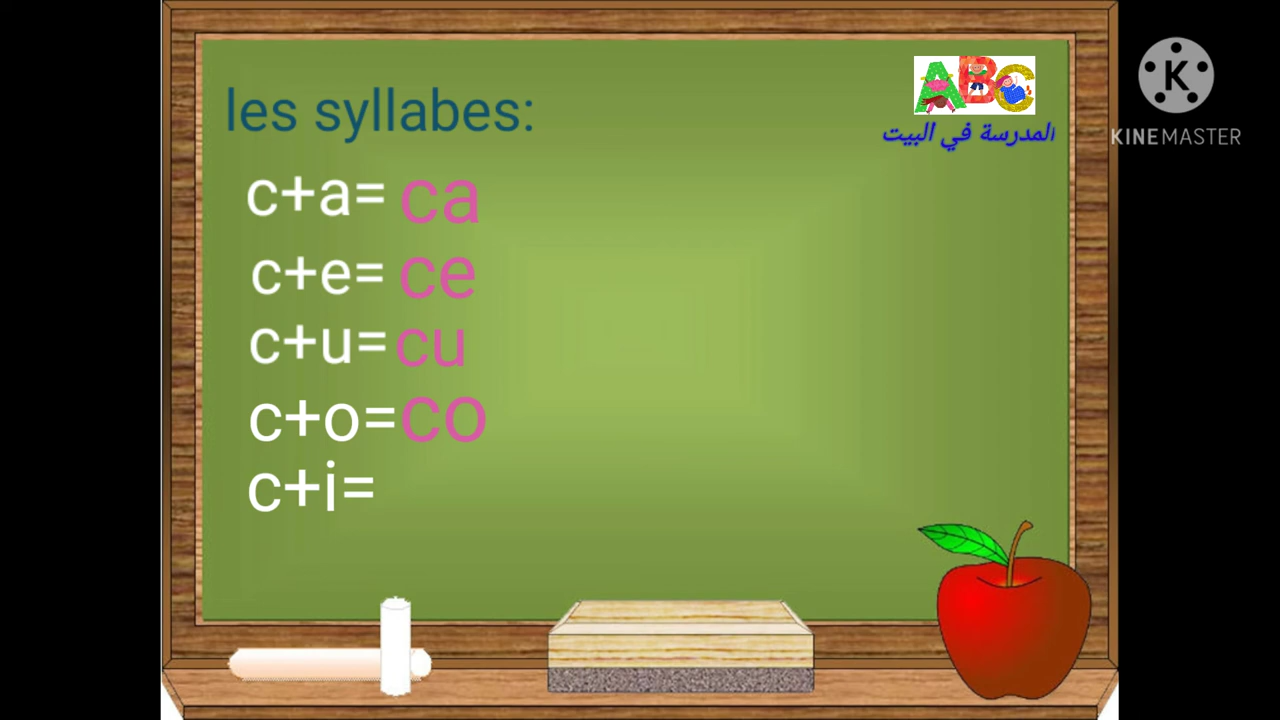 les syllabes:
ABC
المدرسة في البيت
K
KINEMASTER
c+a= ca
c+e= ce
c+u= cu
c+o= co
c+i=